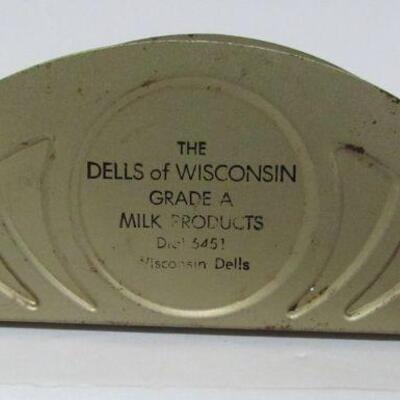 THE
DELLS of WISCONSIN
GRADE A
MILK PRODUCTS
Dial 5451
Wisconsin Dells